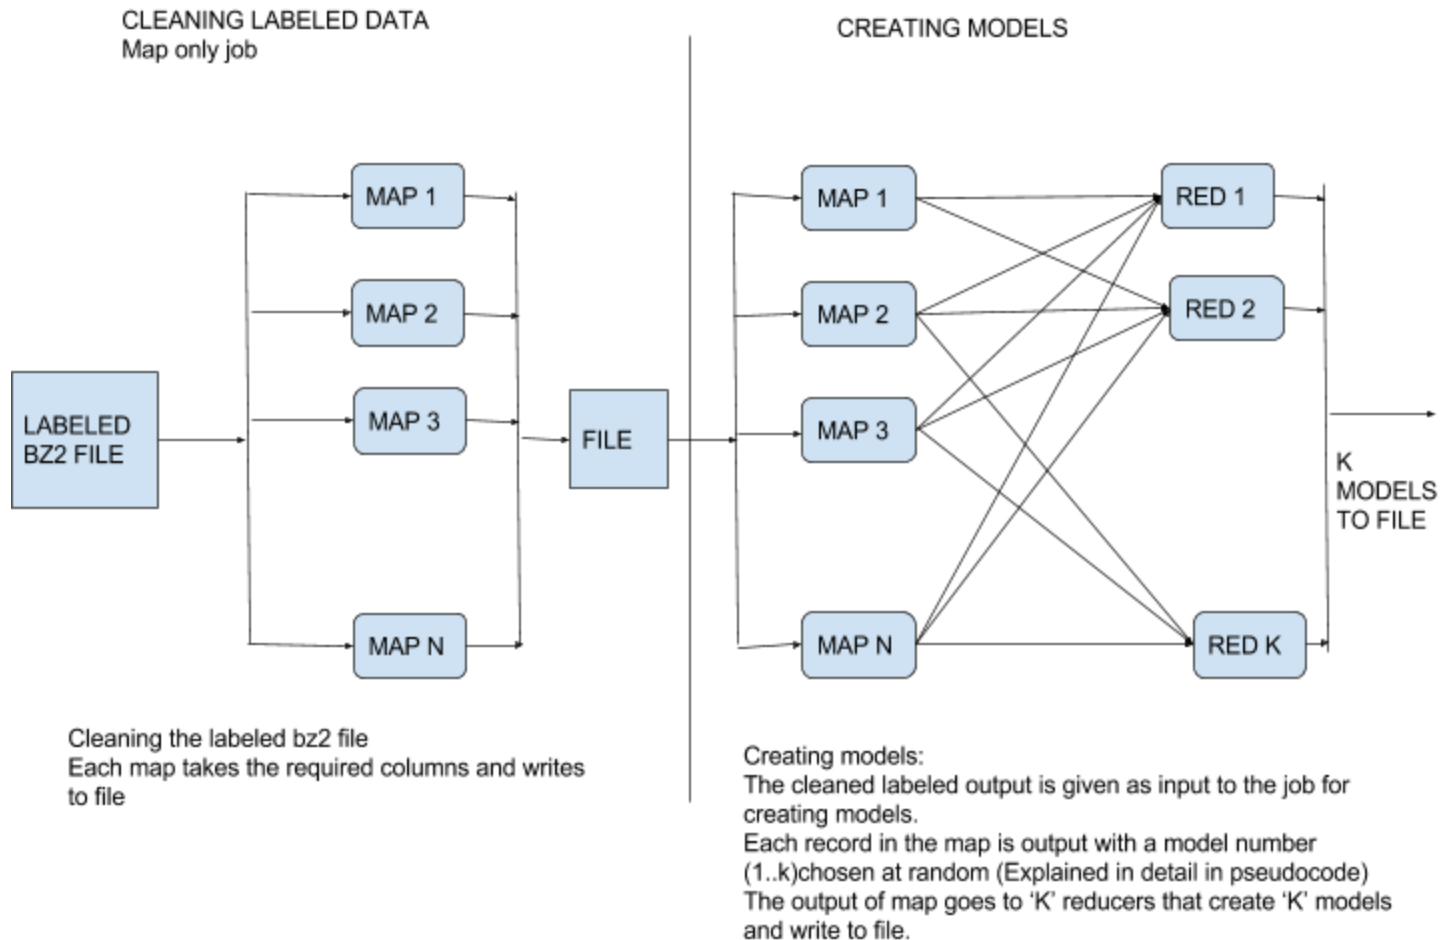 CLEANING LABELED DATA
Map only job
CREATING MODELS
MAP 1
MAP 2
MAP 3
MAP N
LABELED
BZ2 FILE
FILE
MAP 1
MAP 2
MAP 3
MAP N
RED 1
RED 2
RED K
K
MODELS
TO FILE
Cleaning the labeled bz2 file
Each map takes the required columns and writes
to file
Creating models:
The cleaned labeled output is given as input to the job for
creating models.
Each record in the map is output with a model number
(1..k)chosen at random (Explained in detail in pseudocode)
The output of map goes to ‘K’ reducers that create ‘K’ models
and write to file.